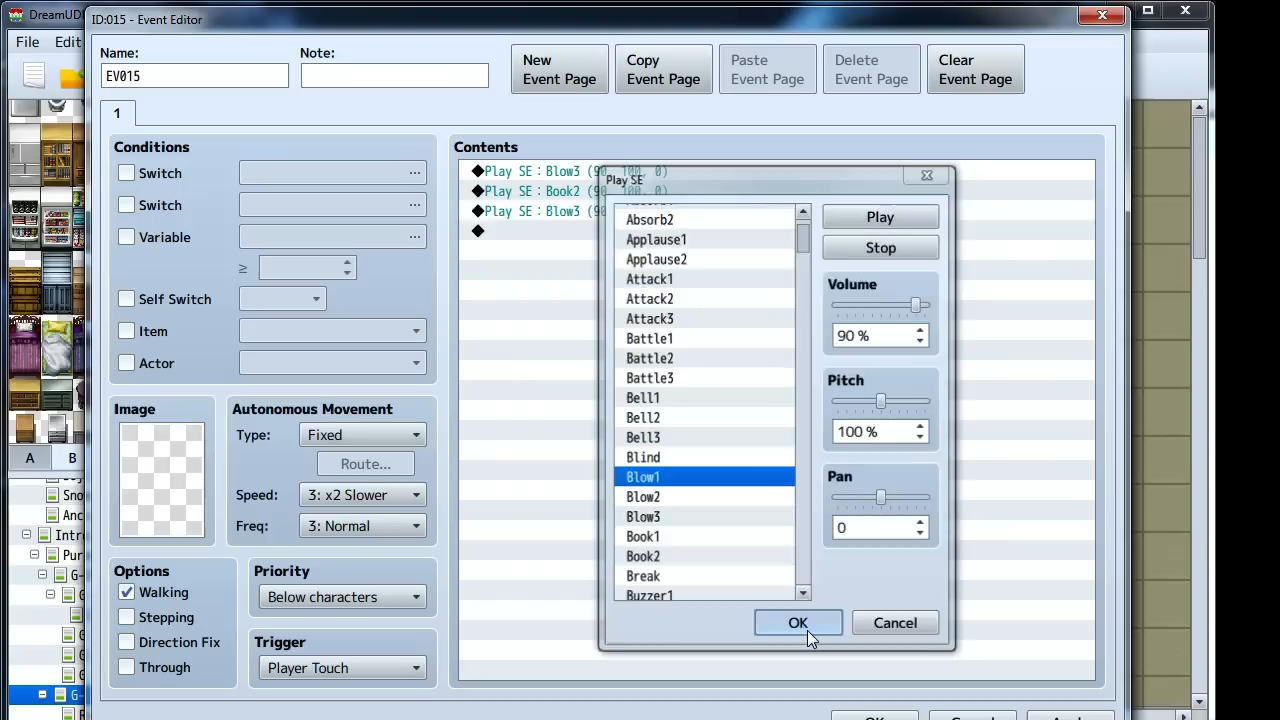 DreamUD
ID:015 - Event Editor
File Edit
Name:
Note:
EV015
New
Event Page
Copy
Event Page
Paste
Event Page
Delete
Event Page
Clear
Event Page
1
Conditions
Switch ...
Switch ...
Variable ...
≥
Self Switch
Item
Actor
Image
Autonomous Movement
Type: Fixed
Route...
Speed: 3: x2 Slower
Freq: 3: Normal
Options
Walking
Stepping
Direction Fix
Through
Priority
Below characters
Trigger
Player Touch
Contents
◆Play SE : Blow3 (90, 100, 0)
◆Play SE : Book2 (90, 100, 0)
◆Play SE : Blow3 (90
◆
Play SE
Absorb2
Applause1
Applause2
Attack1
Attack2
Attack3
Battle1
Battle2
Battle3
Bell1
Bell2
Bell3
Blind
Blow1
Blow2
Blow3
Book1
Book2
Break
Buzzer1
Play
Stop
Volume
90 %
Pitch
100 %
Pan
0
OK
Cancel
A B
Sno
Anc
Intr
Pur
G-
G-